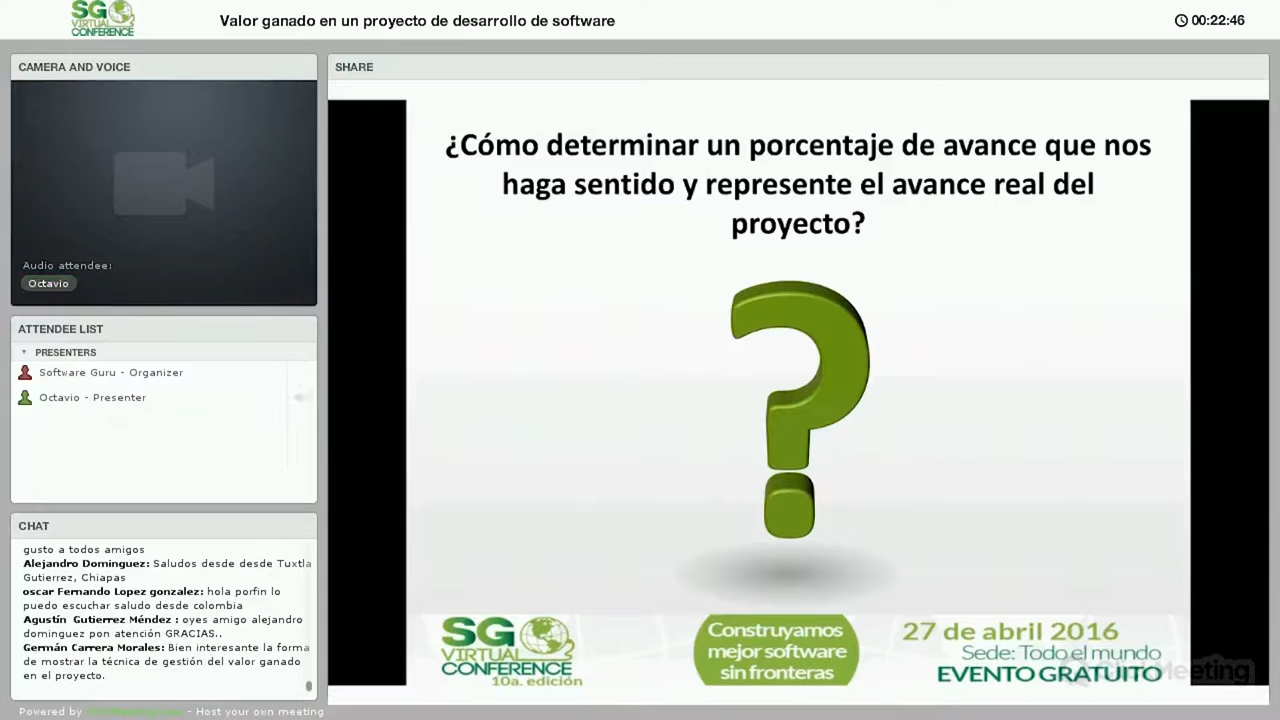 SG
VIRTUAL
CONFERENCE
Valor ganado en un proyecto de desarrollo de software
00:22:46
CAMERA AND VOICE
Audio attendee:
Octavio
ATTENDEE LIST
PRESENTERS
Software Guru - Organizer
Octavio - Presenter
CHAT
gusto a todos amigos
Alejandro Dominguez: Saludos desde desde Tuxtla
Gutierrez, Chiapas
oscar Fernando Lopez gonzalez: hola porfin lo
puedo escuchar saludo desde colombia
Agustín Gutierrez Méndez : oyes amigo alejandro
dominguez pon atención GRACIAS..
Germán Carrera Morales: Bien interesante la forma
de mostrar la técnica de gestión del valor ganado
en el proyecto.
Powered by ClickMeeting.com - Host your own meeting
SHARE
¿Cómo determinar un porcentaje de avance que nos
haga sentido y represente el avance real del
proyecto?
?
SG
VIRTUAL
CONFERENCE
10a. edición
Construyamos
mejor software
sin fronteras
27 de abril 2016
Sede: Todo el mundo
EVENTO GRATUITO
ClickMeeting